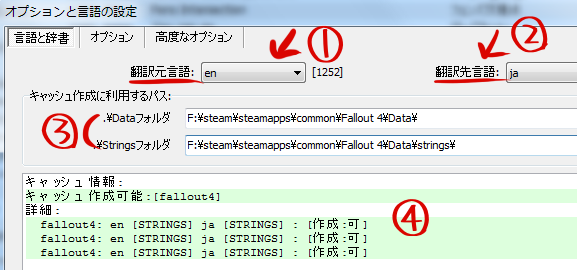 オプションと言語の設定
言語と辞書 オプション 高度なオプション
① ②
翻訳元言語: en [1252] 翻訳先言語: ja
キャッシュ作成に利用するパス:
③
.¥Dataフォルダ F:¥steam¥steamapps¥common¥Fallout 4¥Data¥
.¥Stringsフォルダ F:¥steam¥steamapps¥common¥Fallout 4¥Data¥strings¥
キャッシュ情報:
キャッシュ作成可能:[fallout4]
詳細:
④
fallout4: en [STRINGS] ja [STRINGS] : [作成:可]
fallout4: en [STRINGS] ja [STRINGS] : [作成:可]
fallout4: en [STRINGS] ja [STRINGS] : [作成:可]